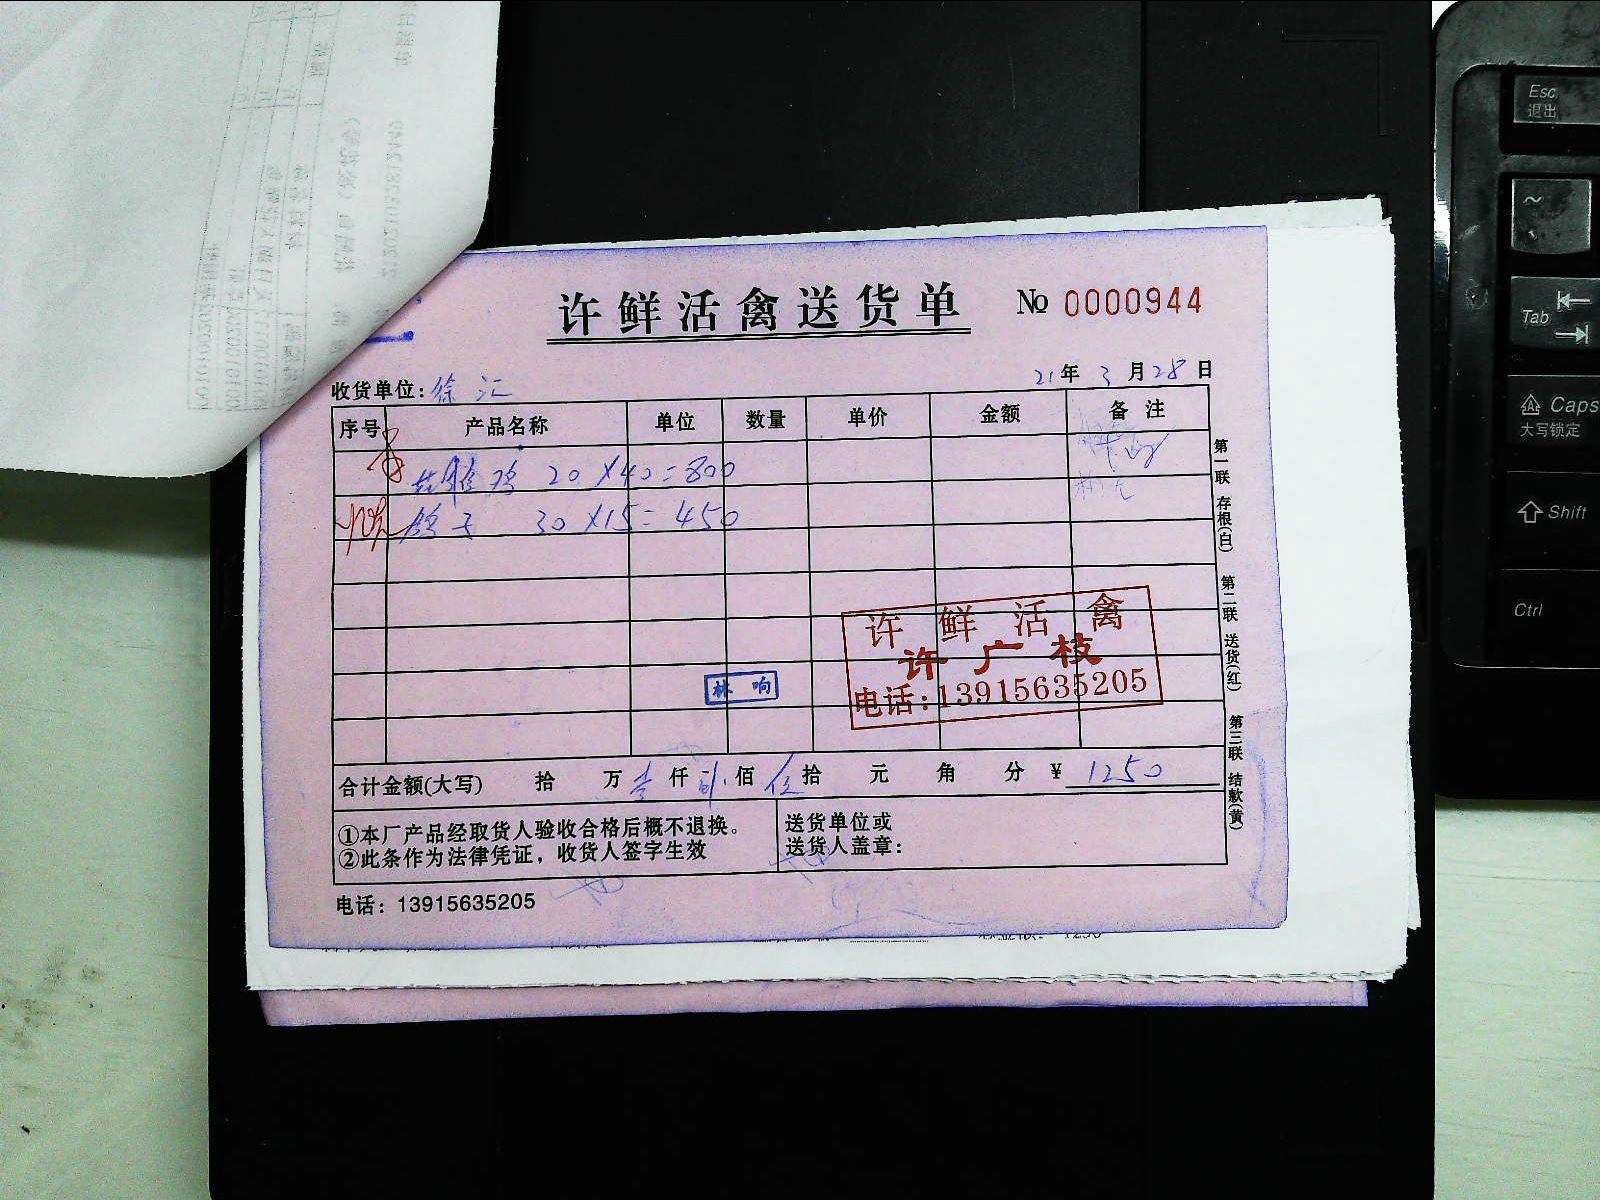 许鲜活禽送货单 No 0000944
收货单位: 徐汇 21年 3月28日
序号 产品名称 单位 数量 单价 金额 备注
鸡 20×40=800
鸽子 30×15=450
许鲜活禽
许广枝
电话:13915635205
林响
合计金额(大写) 拾 万壹仟贰佰伍拾 元 角 分 ¥ 1250
①本厂产品经取货人验收合格后概不退换。
②此条作为法律凭证，收货人签字生效
送货单位或
送货人盖章:
电话: 13915635205
第一联 存根(白) 第二联 送货(红) 第三联 结款(黄)
Esc
退出
~
Tab
Caps
大写锁定
Shift
Ctrl